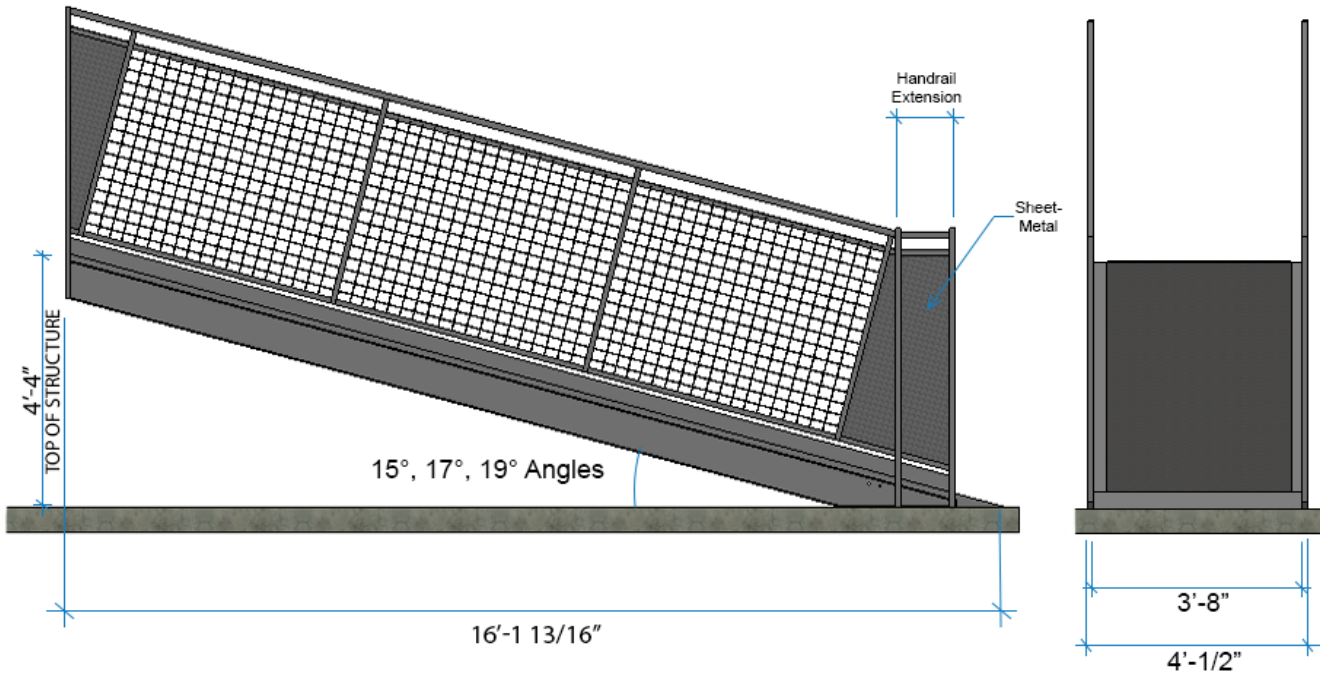 Handrail
Extension
Sheet-
Metal
4'-4"
TOP OF STRUCTURE
15°, 17°, 19° Angles
16'-1 13/16"
3'-8”
4'-1/2”